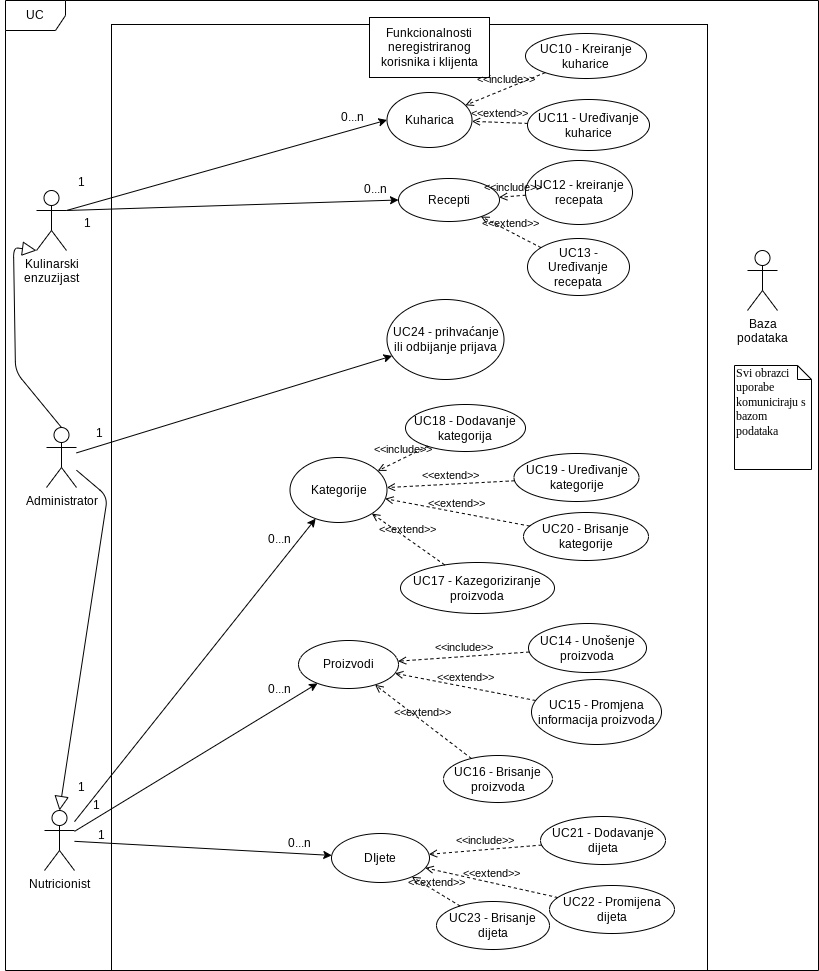 UC
Funkcionalnosti
neregistriranog
korisnika i klijenta
UC10 - Kreiranje
kuharice
<<include>>
0...n
Kuharica
<<extend>>
UC11 - Uređivanje
kuharice
1
0...n
Recepti
<<include>>
UC12 - kreiranje
recepata
<<extend>>
1
UC13 -
Uređivanje
recepata
Kulinarski
enzuzijast
Baza
podataka
UC24 - prihvaćanje
ili odbijanje prijava
Svi obrazci
uporabe
komuniciraju s
bazom
podataka
1
Administrator
UC18 - Dodavanje
kategorija
<<include>>
Kategorije
<<extend>>
UC19 - Uređivanje
kategorije
<<extend>>
UC20 - Brisanje
kategorije
<<extend>>
0...n
UC17 - Kazegoriziranje
proizvoda
Proizvodi
<<include>>
UC14 - Unošenje
proizvoda
<<extend>>
0...n
UC15 - Promjena
informacija proizvoda
<<extend>>
UC16 - Brisanje
proizvoda
1
1
1
Nutricionist
0...n
DIjete
<<include>>
UC21 - Dodavanje
dijeta
<<extend>>
<<extend>>
UC22 - Promijena
dijeta
UC23 - Brisanje
dijeta